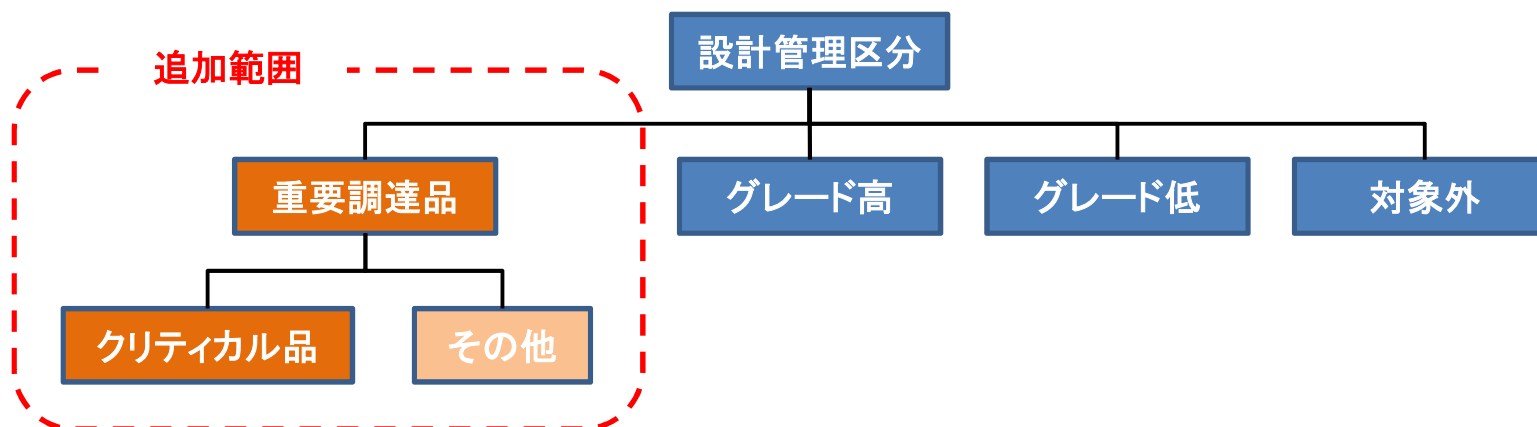 設計管理区分
追加範囲
重要調達品
グレード高
グレード低
対象外
クリティカル品
その他